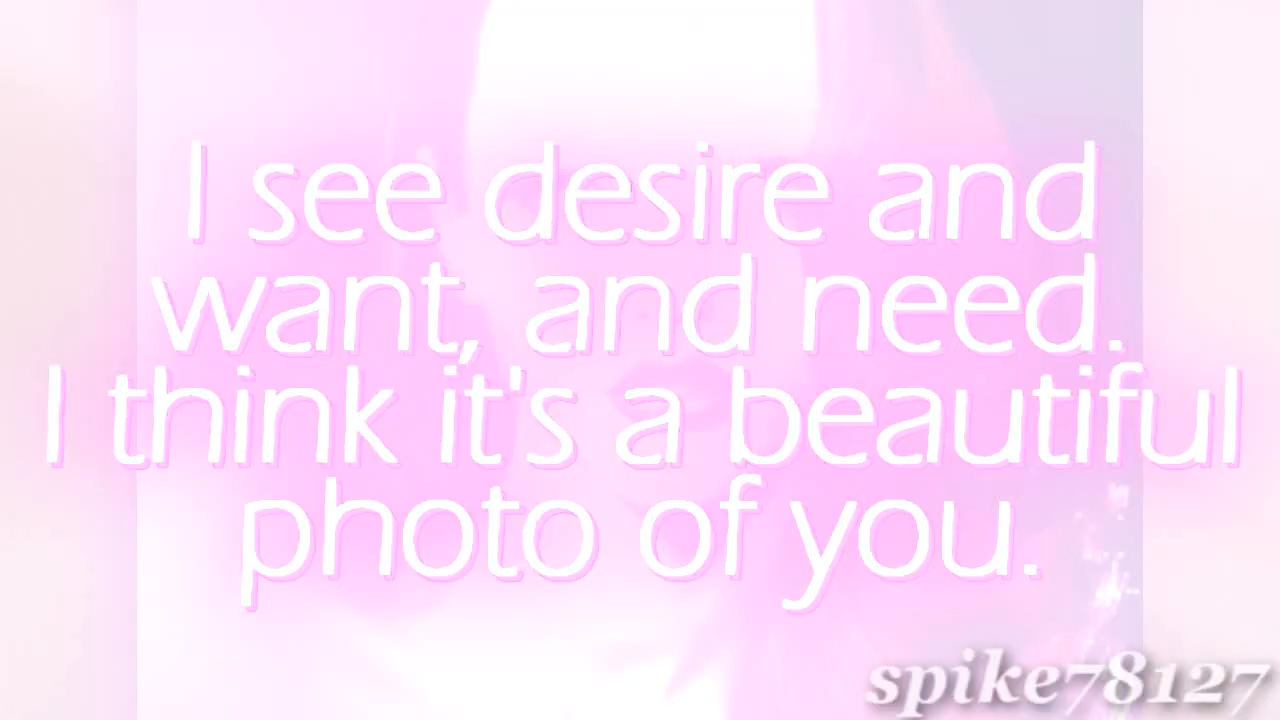 I see desire and
want, and need.
I think it's a beautiful
photo of you.
spike78127